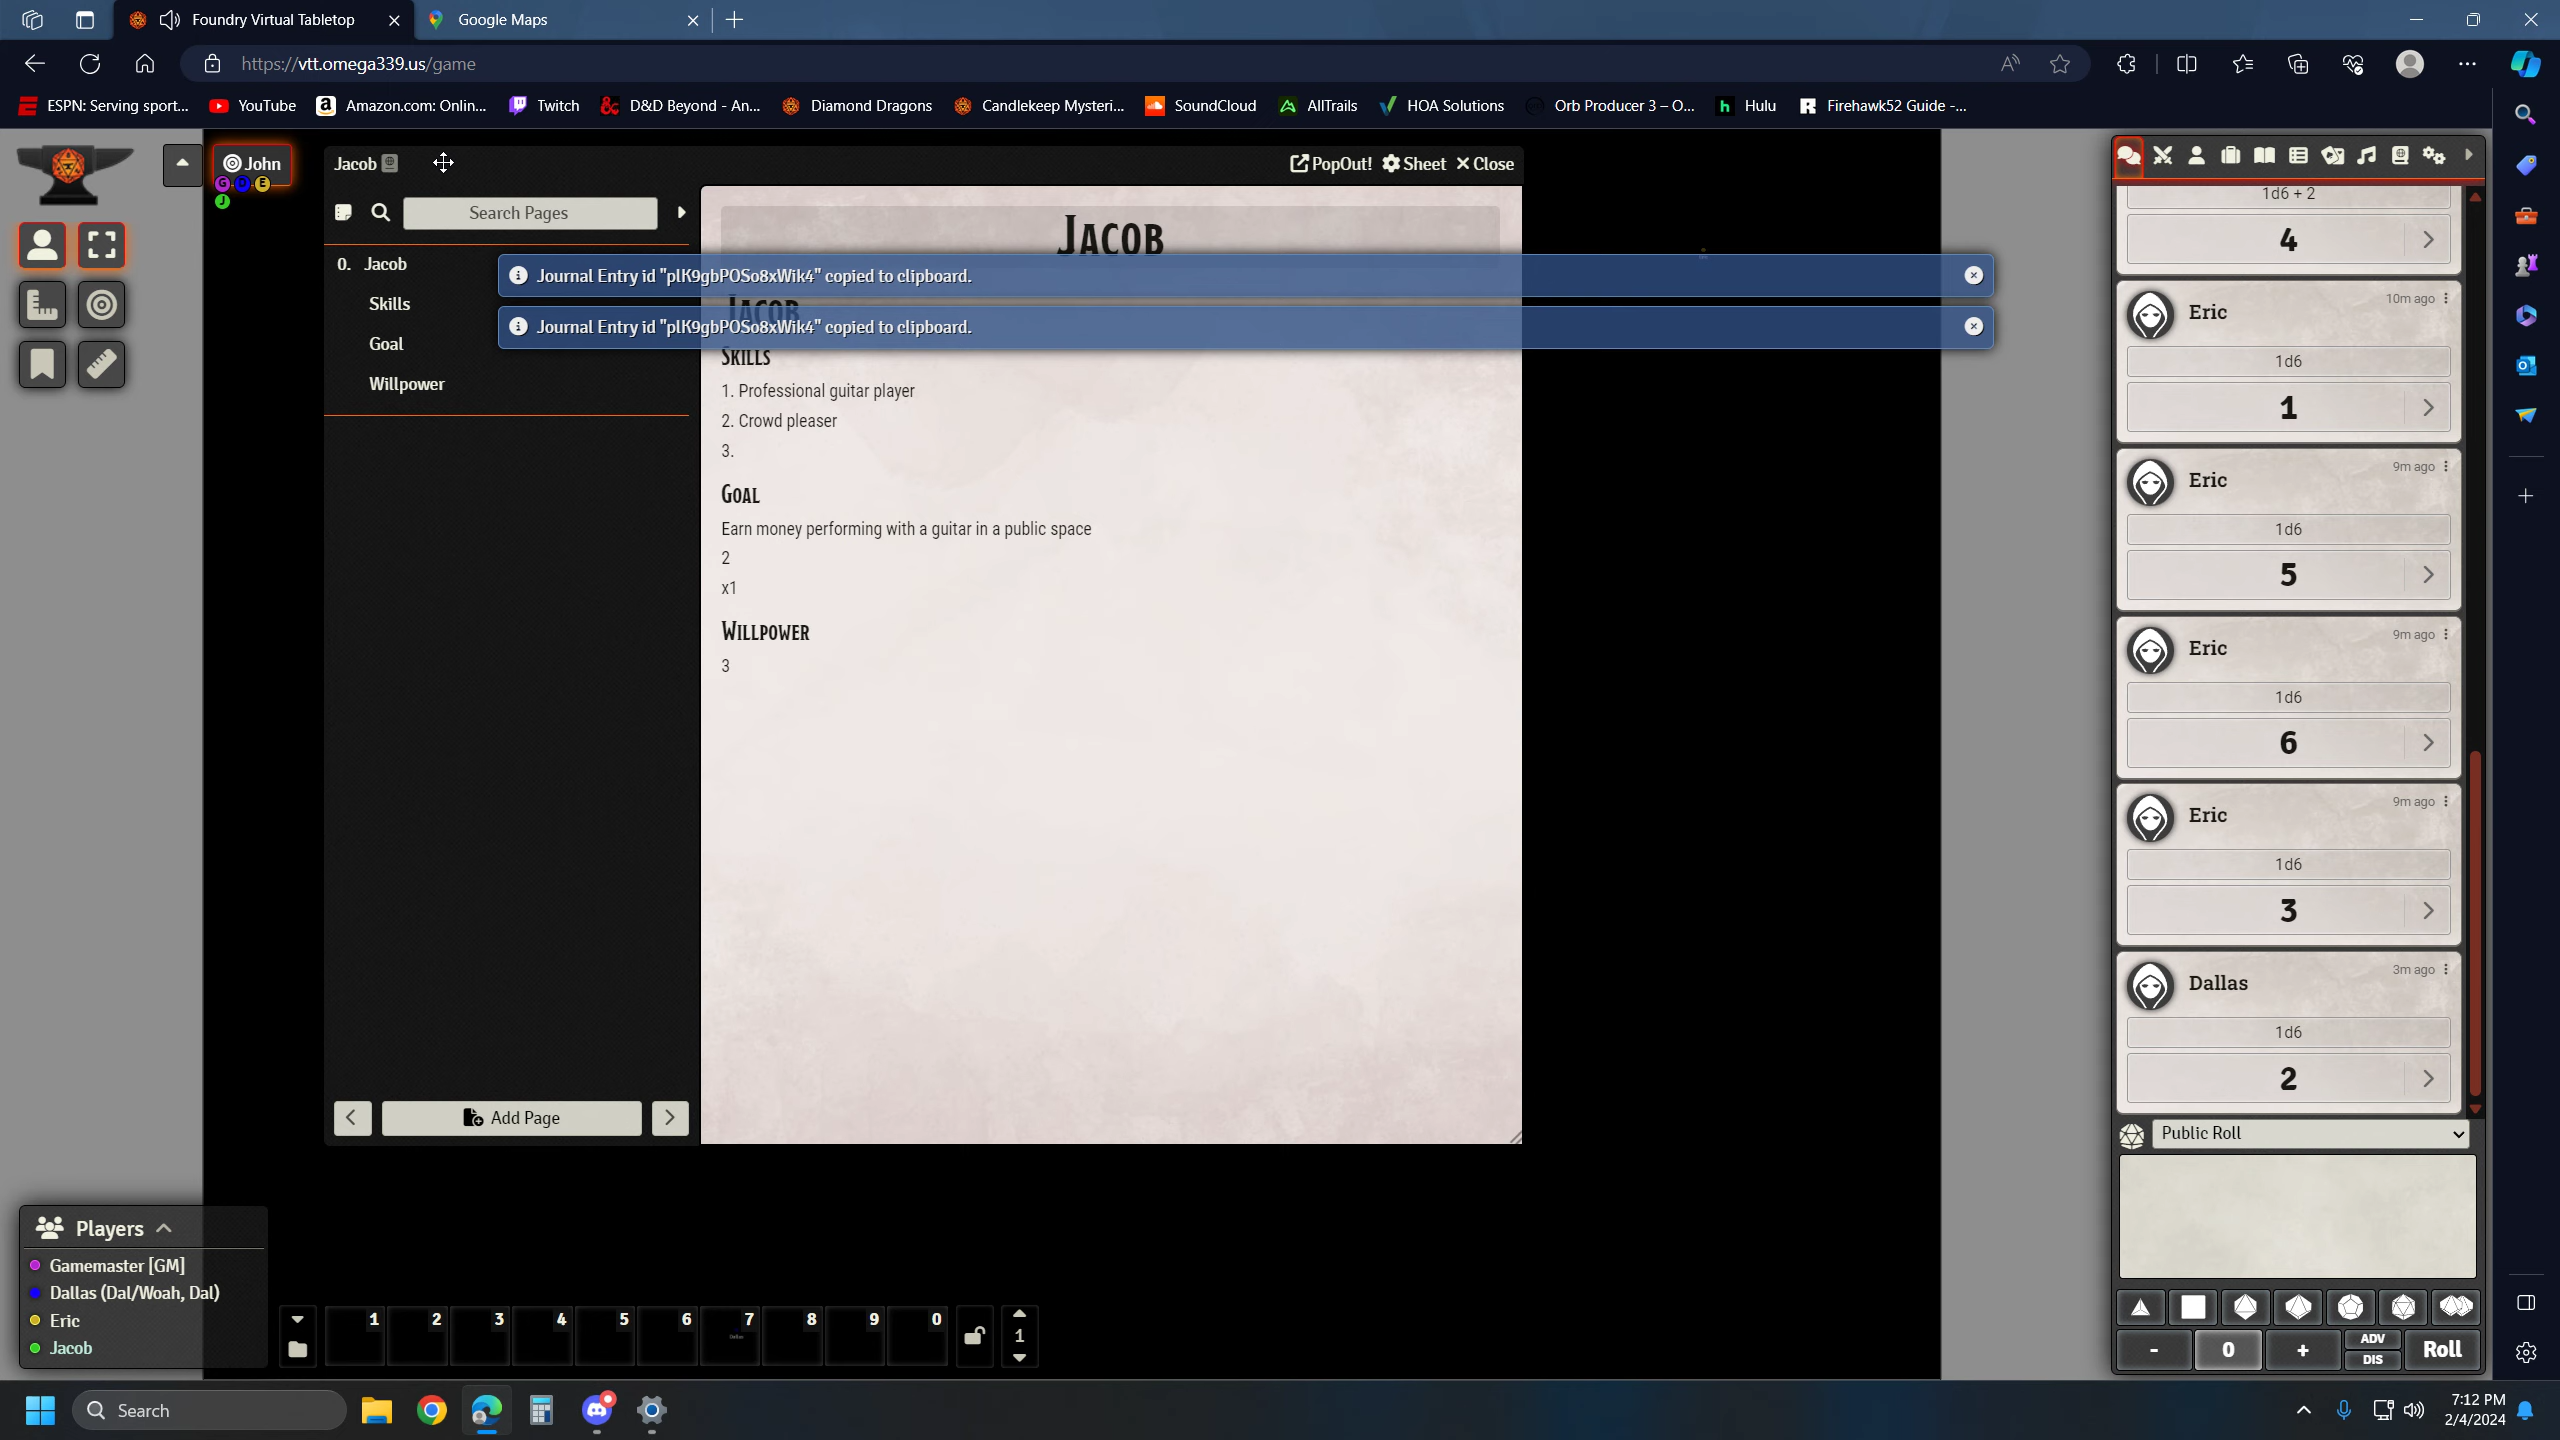 Foundry Virtual Tabletop
Google Maps
https://vtt.omega339.us/game
ESPN: Serving sport...
YouTube
Amazon.com: Onlin...
Twitch
D&D Beyond - An...
Diamond Dragons
Candlekeep Mysteri...
SoundCloud
AllTrails
HOA Solutions
Orb Producer 3 – O...
Hulu
Firehawk52 Guide -...
John
G D E
J
Jacob
PopOut! Sheet Close
Search Pages
0. Jacob
Skills
Goal
Willpower
Add Page
Jacob
Journal Entry id "plK9gbPOSo8xWik4" copied to clipboard.
Jacob
Journal Entry id "plK9gbPOSo8xWik4" copied to clipboard.
Skills
1. Professional guitar player
2. Crowd pleaser
3.
Goal
Earn money performing with a guitar in a public space
2
x1
Willpower
3
1d6 + 2
4
Eric 10m ago
1d6
1
Eric 9m ago
1d6
5
Eric 9m ago
1d6
6
Eric 9m ago
1d6
3
Dallas 3m ago
1d6
2
Public Roll
- 0 + ADV DIS Roll
Players
Gamemaster [GM]
Dallas (Dal/Woah, Dal)
Eric
Jacob
1 2 3 4 5 6 7 8 9 0
Dallas
1
Search
7:12 PM
2/4/2024